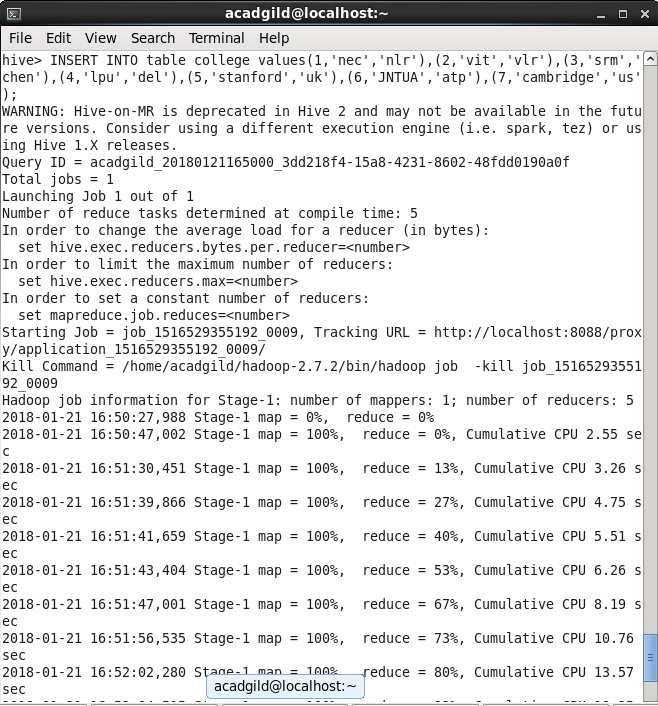 acadgild@localhost:~
File Edit View Search Terminal Help
hive> INSERT INTO table college values(1,'nec','nlr'),(2,'vit','vlr'),(3,'srm','
chen'),(4,'lpu','del'),(5,'stanford','uk'),(6,'JNTUA','atp'),(7,'cambridge','us'
);
WARNING: Hive-on-MR is deprecated in Hive 2 and may not be available in the futu
re versions. Consider using a different execution engine (i.e. spark, tez) or us
ing Hive 1.X releases.
Query ID = acadgild_20180121165000_3dd218f4-15a8-4231-8602-48fdd0190a0f
Total jobs = 1
Launching Job 1 out of 1
Number of reduce tasks determined at compile time: 5
In order to change the average load for a reducer (in bytes):
  set hive.exec.reducers.bytes.per.reducer=<number>
In order to limit the maximum number of reducers:
  set hive.exec.reducers.max=<number>
In order to set a constant number of reducers:
  set mapreduce.job.reduces=<number>
Starting Job = job_1516529355192_0009, Tracking URL = http://localhost:8088/prox
y/application_1516529355192_0009/
Kill Command = /home/acadgild/hadoop-2.7.2/bin/hadoop job  -kill job_15165293551
92_0009
Hadoop job information for Stage-1: number of mappers: 1; number of reducers: 5
2018-01-21 16:50:27,988 Stage-1 map = 0%,  reduce = 0%
2018-01-21 16:50:47,002 Stage-1 map = 100%,  reduce = 0%, Cumulative CPU 2.55 se
c
2018-01-21 16:51:30,451 Stage-1 map = 100%,  reduce = 13%, Cumulative CPU 3.26 s
ec
2018-01-21 16:51:39,866 Stage-1 map = 100%,  reduce = 27%, Cumulative CPU 4.75 s
ec
2018-01-21 16:51:41,659 Stage-1 map = 100%,  reduce = 40%, Cumulative CPU 5.51 s
ec
2018-01-21 16:51:43,404 Stage-1 map = 100%,  reduce = 53%, Cumulative CPU 6.26 s
ec
2018-01-21 16:51:47,001 Stage-1 map = 100%,  reduce = 67%, Cumulative CPU 8.19 s
ec
2018-01-21 16:51:56,535 Stage-1 map = 100%,  reduce = 73%, Cumulative CPU 10.76
sec
2018-01-21 16:52:02,280 Stage-1 map = 100%,  reduce = 80%, Cumulative CPU 13.57
sec
acadgild@localhost:~